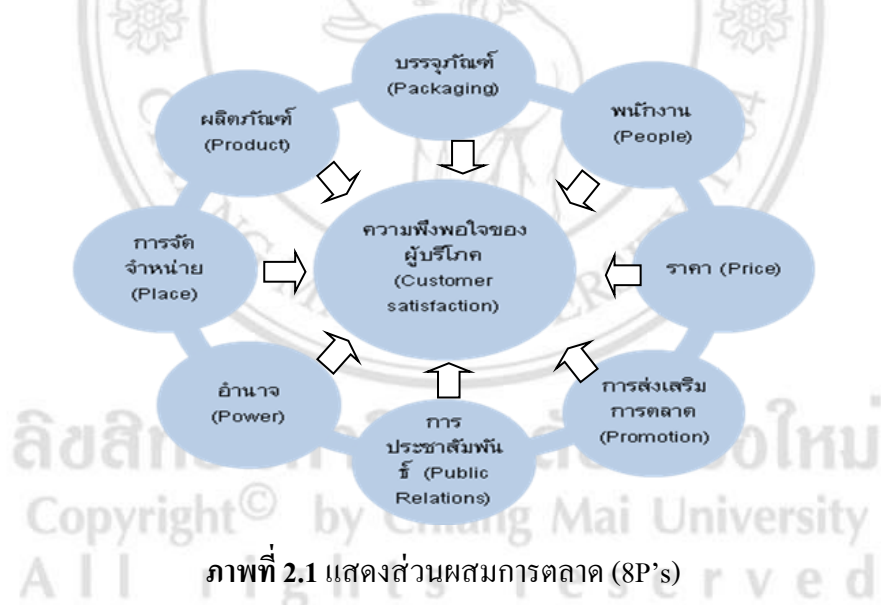 บรรจุภัณฑ์
(Packaging)
ผลิตภัณฑ์
(Product)
พนักงาน
(People)
ความพึงพอใจของ
ผู้บรีโภค
(Customer
satisfaction)
การจัด
จำหน่าย
(Place)
ราคา (Price)
อำนาจ
(Power)
การส่งเสริม
การตลาด
(Promotion)
การ
ประชาสัมพัน
ธ์ (Public
Relations)
Copyright© by Chiang Mai University
All rights reserved
ภาพที่ 2.1 แสดงส่วนผสมการตลาด (8P's)